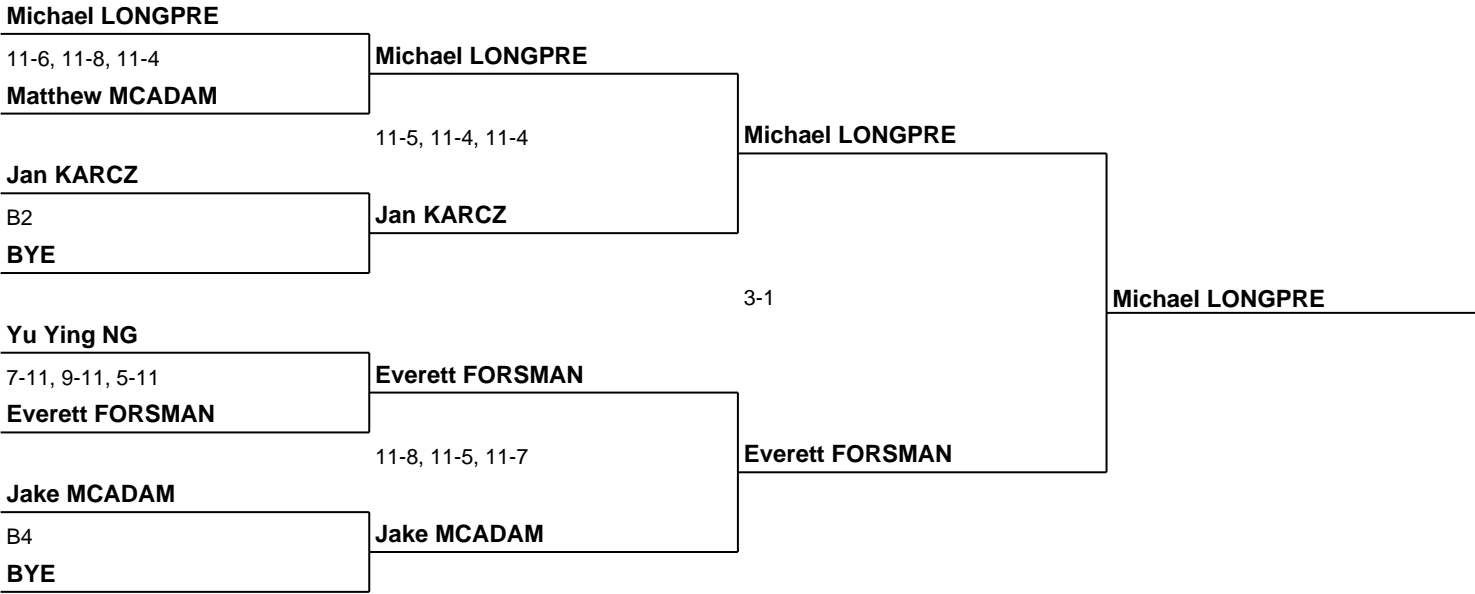 Michael LONGPRE
11-6, 11-8, 11-4
Michael LONGPRE
Matthew MCADAM
11-5, 11-4, 11-4
Michael LONGPRE
Jan KARCZ
B2
Jan KARCZ
BYE
3-1
Michael LONGPRE
Yu Ying NG
7-11, 9-11, 5-11
Everett FORSMAN
Everett FORSMAN
11-8, 11-5, 11-7
Everett FORSMAN
Jake MCADAM
B4
Jake MCADAM
BYE